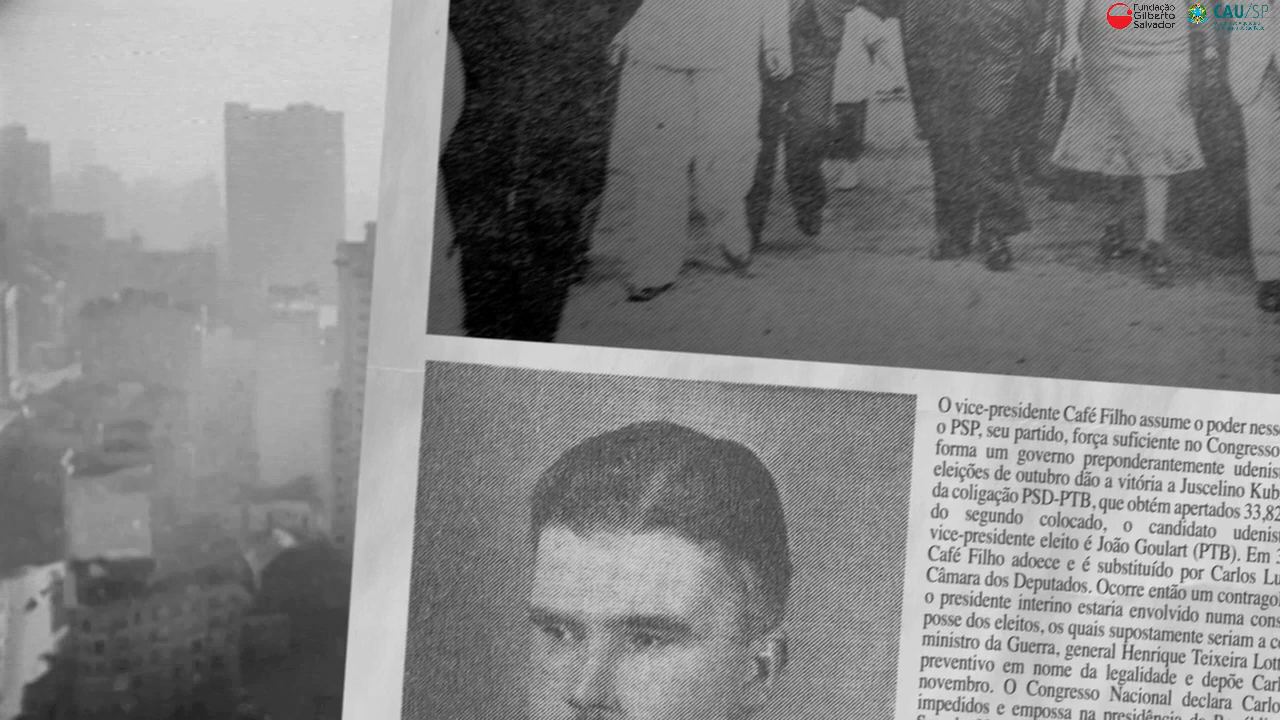 Fundação
Gilberto
Salvador
CAU/SP
O vice-presidente Café Filho assume o poder ness
o PSP, seu partido, força suficiente no Congresso
forma um governo preponderantemente udenis
eleições de outubro dão a vitória a Juscelino Kub
da coligação PSD-PTB, que obtém apertados 33,82
do segundo colocado, o candidato udenis
vice-presidente eleito é João Goulart (PTB). Em 3
Café Filho adoece e é substituído por Carlos Lu
Câmara dos Deputados. Ocorre então um contragol
o presidente interino estaria envolvido numa cons
posse dos eleitos, os quais supostamente seriam a c
ministro da Guerra, general Henrique Teixeira Lott
preventivo em nome da legalidade e depõe Carl
novembro. O Congresso Nacional declara Carlo
impedidos e empossa na presidência